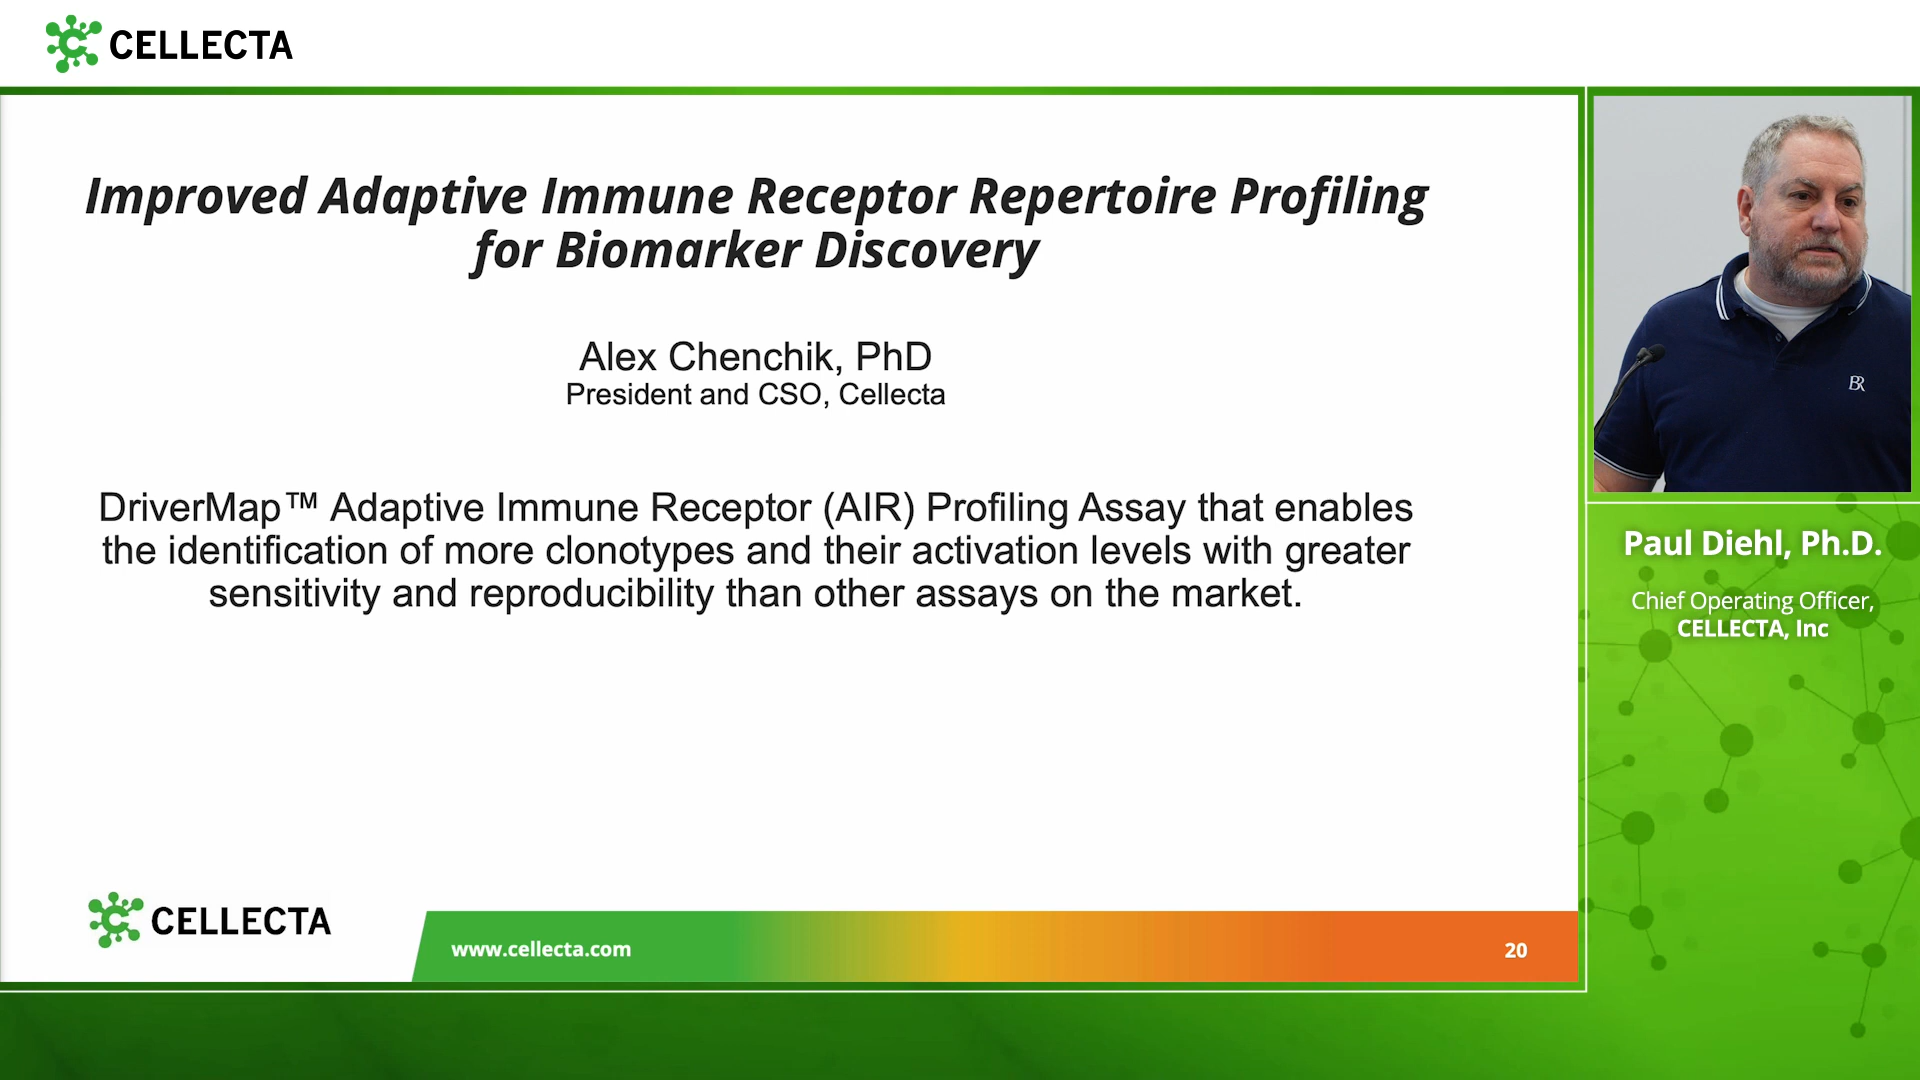 CELLECTA
Improved Adaptive Immune Receptor Repertoire Profiling
for Biomarker Discovery
Alex Chenchik, PhD
President and CSO, Cellecta
DriverMap™ Adaptive Immune Receptor (AIR) Profiling Assay that enables
the identification of more clonotypes and their activation levels with greater
sensitivity and reproducibility than other assays on the market.
CELLECTA
www.cellecta.com
20
BR
Paul Diehl, Ph.D.
Chief Operating Officer,
CELLECTA, Inc